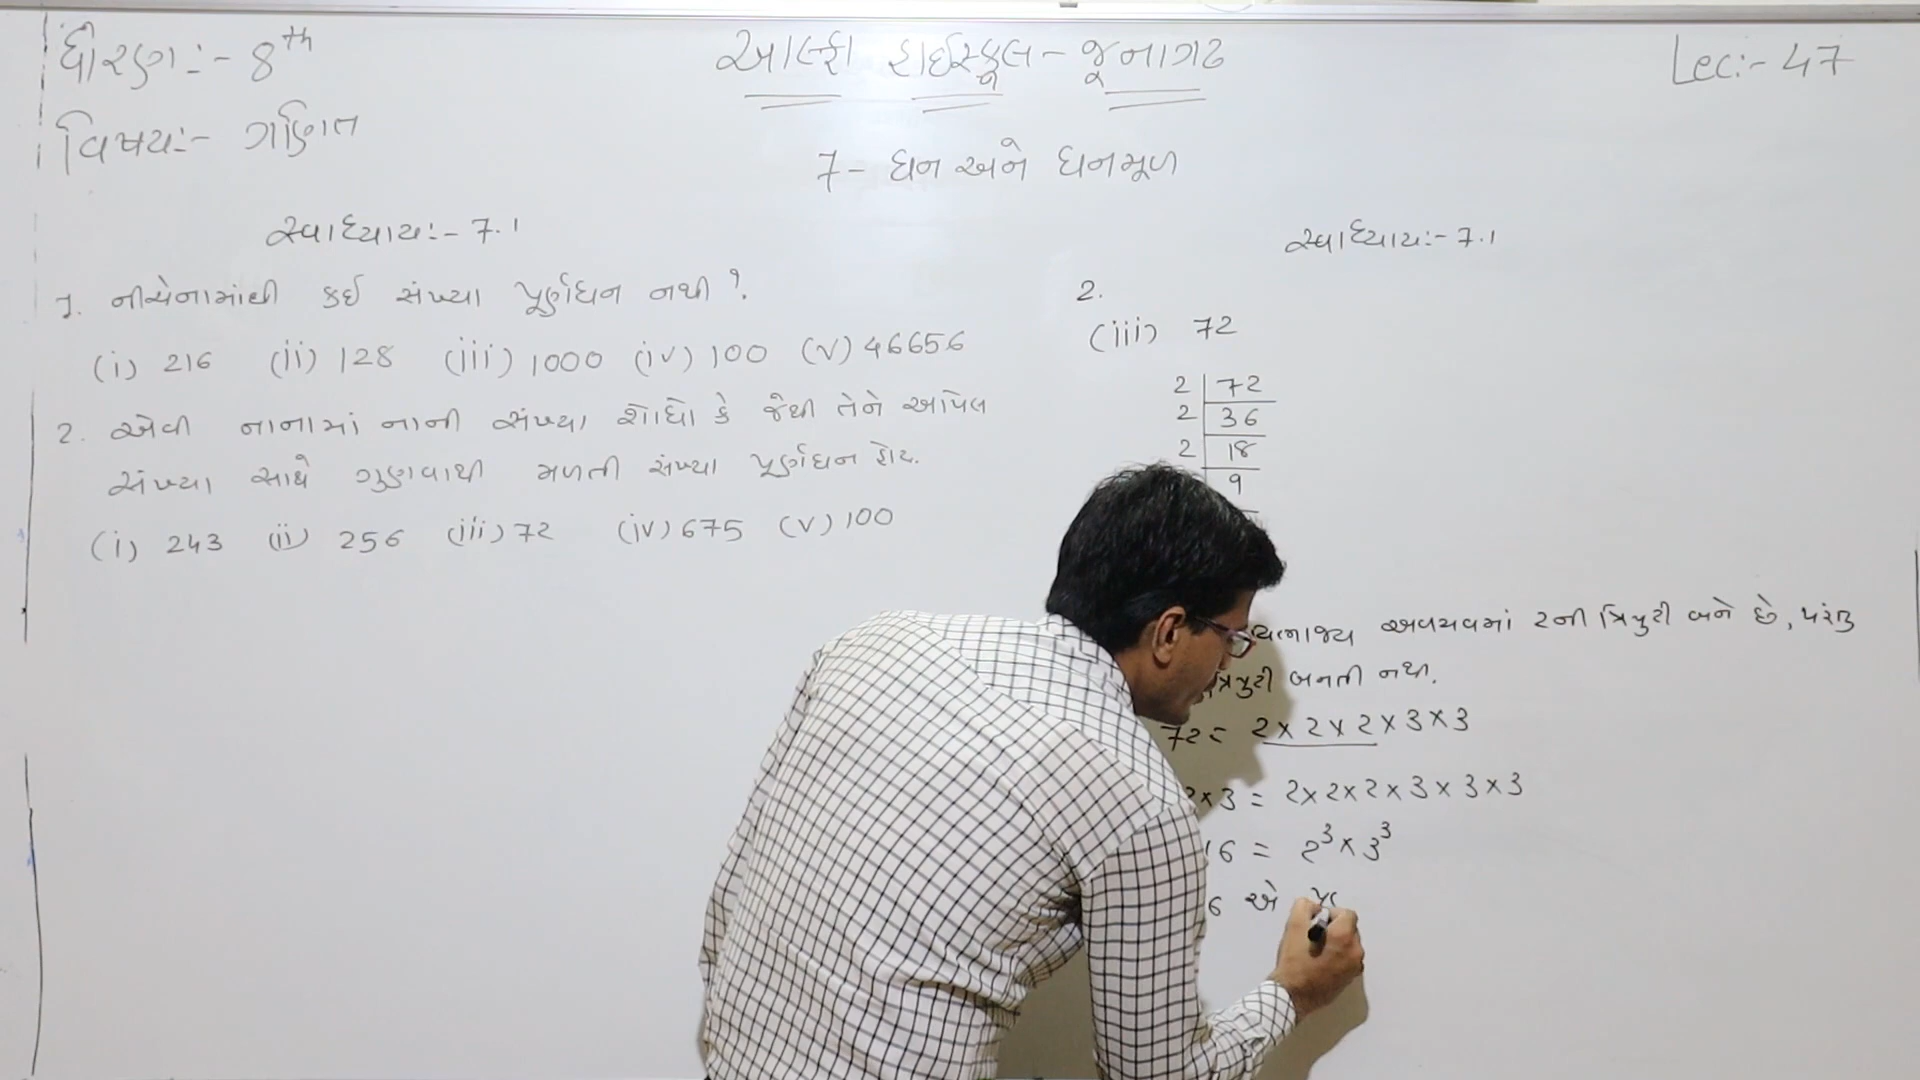 ધોરણ:- 8th
વિષય:- ગણિત
આલ્ફા હાઈસ્કૂલ - જૂનાગઢ
Lec:- 47
7 - ઘન અને ઘનમૂળ
સ્વાધ્યાય:- 7.1
1. નીચેનામાંથી કઈ સંખ્યા પૂર્ણઘન નથી ?
(i) 216 (ii) 128 (iii) 1000 (iv) 100 (v) 46656
2. એવી નાનામાં નાની સંખ્યા શોધો કે જેથી તેને આપેલ
સંખ્યા સાથે ગુણવાથી મળતી સંખ્યા પૂર્ણઘન હોય.
(i) 243 (ii) 256 (iii) 72 (iv) 675 (v) 100
સ્વાધ્યાય:- 7.1
2.
(iii) 72
2 | 72
2 | 36
2 | 18
9
અવયવમાં 2ની ત્રિપુટી બને છે, પરંતુ
ત્રિપુટી બનતી નથી.
72 = 2 × 2 × 2 × 3 × 3
2 × 3 = 2 × 2 × 2 × 3 × 3 × 3
16 = 2³ × 3³
6 એ